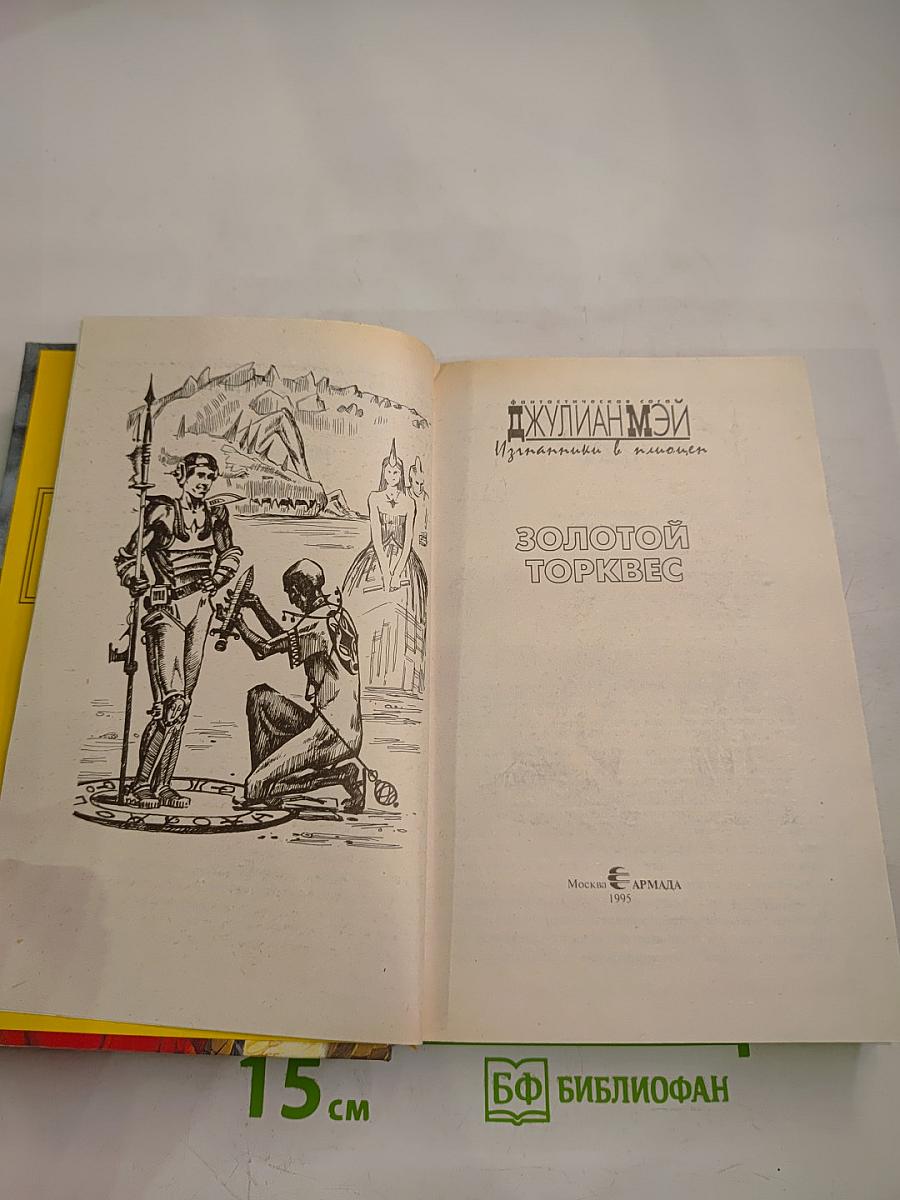 фантастическая сага
ДЖУЛИАН МЭЙ
Изгнанники в плиоцен
ЗОЛОТОЙ
ТОРКВЕС
Москва АРМАДА
1995
15 см
БФ БИБЛИОФАН